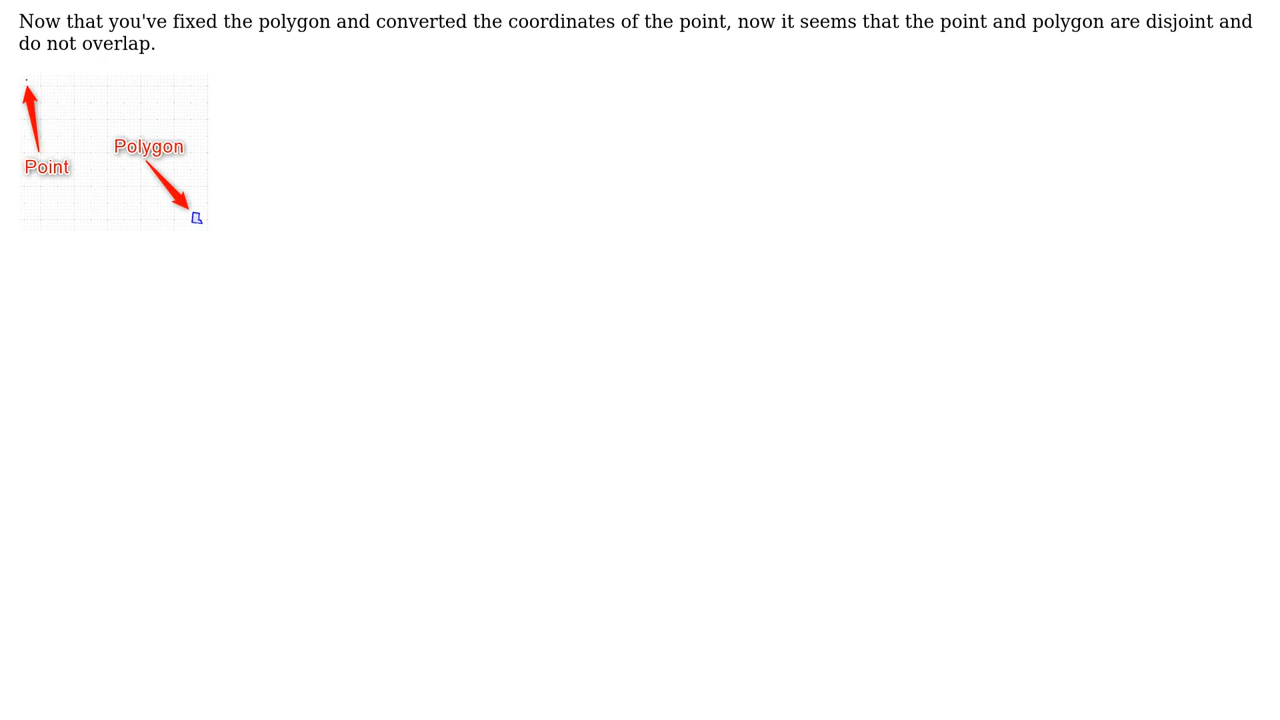 Now that you've fixed the polygon and converted the coordinates of the point, now it seems that the point and polygon are disjoint and
do not overlap.
Polygon
Point